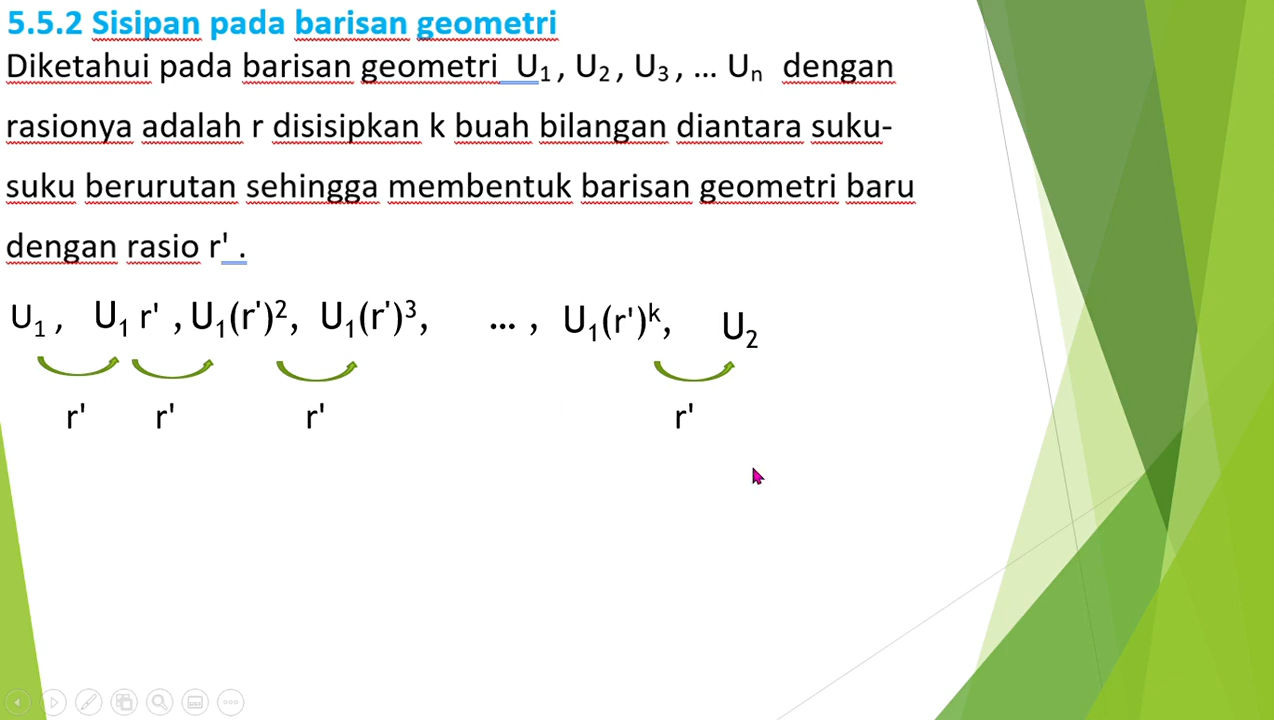 5.5.2 Sisipan pada barisan geometri
Diketahui pada barisan geometri U₁ , U₂ , U₃ , ... Uₙ dengan
rasionya adalah r disisipkan k buah bilangan diantara suku-
suku berurutan sehingga membentuk barisan geometri baru
dengan rasio r' .
U₁ , U₁ r' , U₁(r')², U₁(r')³, ... , U₁(r')ᵏ, U₂
r' r' r' r'